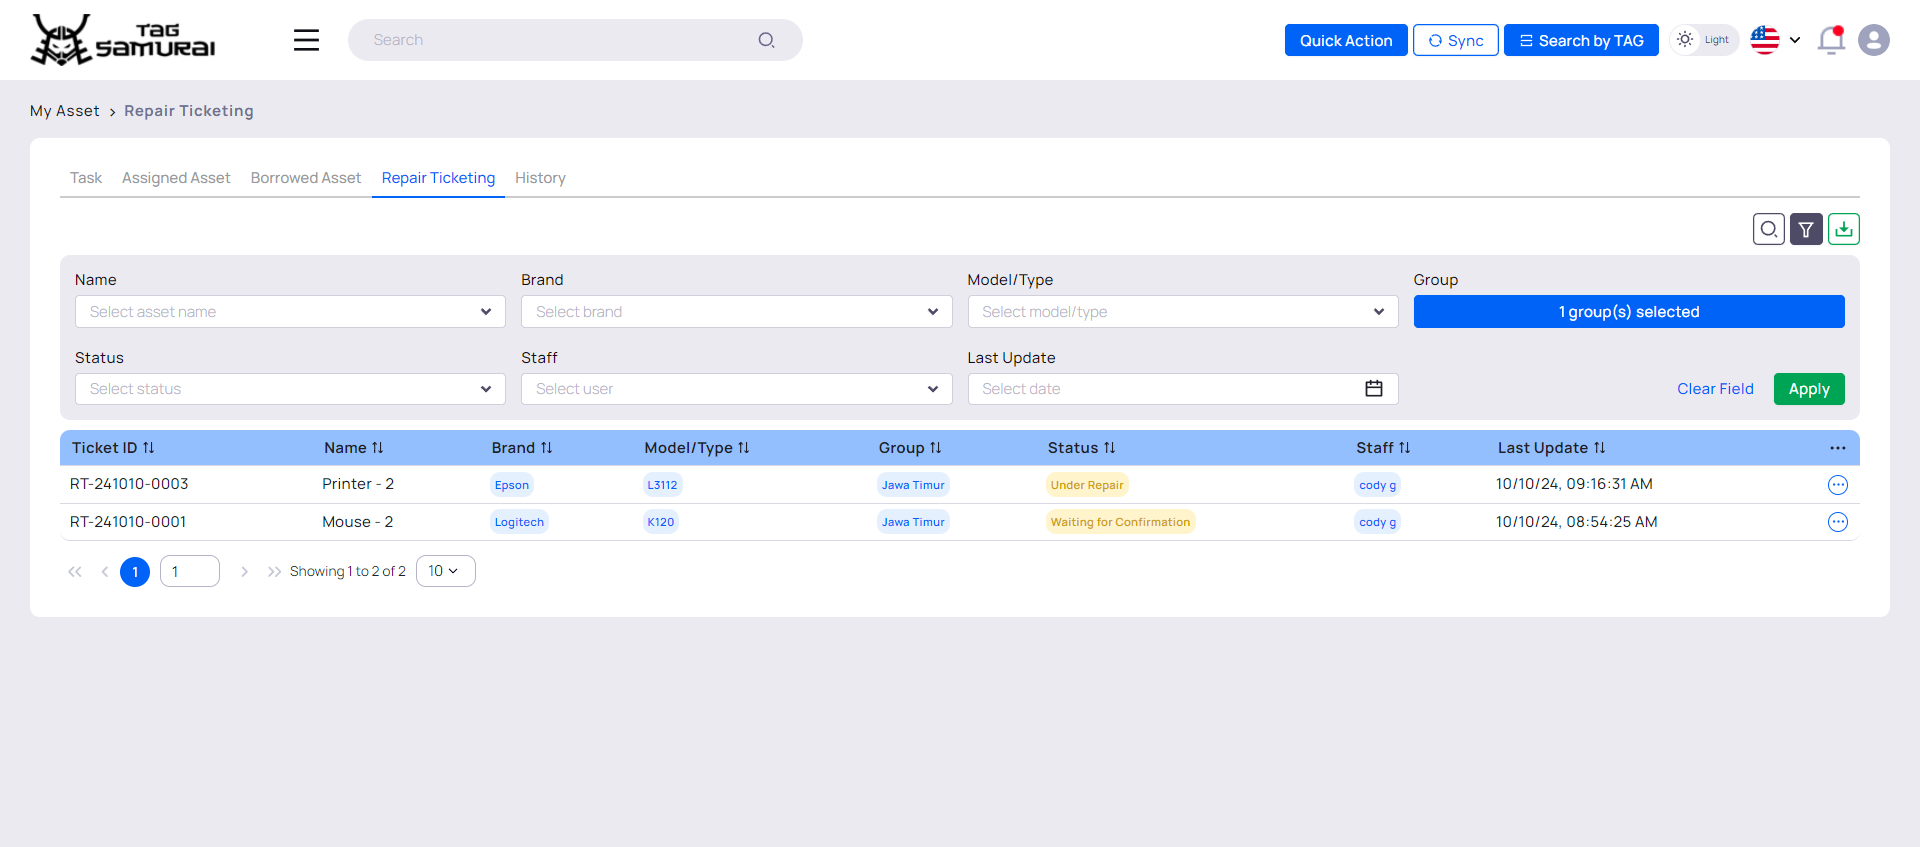 TAG SAMURAI
Search
Quick Action
Sync
Search by TAG
Light
My Asset > Repair Ticketing
Task
Assigned Asset
Borrowed Asset
Repair Ticketing
History
Name
Brand
Model/Type
Group
Select asset name
Select brand
Select model/type
1 group(s) selected
Status
Staff
Last Update
Select status
Select user
Select date
Clear Field
Apply
Ticket ID Name Brand Model/Type Group Status Staff Last Update
RT-241010-0003 Printer - 2 Epson L3112 Jawa Timur Under Repair cody g 10/10/24, 09:16:31 AM
RT-241010-0001 Mouse - 2 Logitech K120 Jawa Timur Waiting for Confirmation cody g 10/10/24, 08:54:25 AM
1 1 Showing 1 to 2 of 2 10